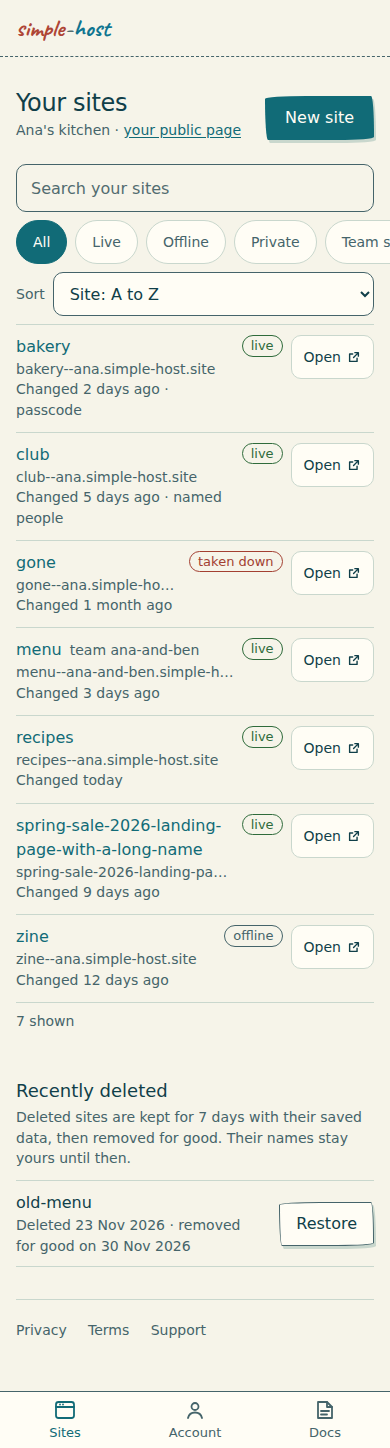 simple-host
Your sites
Ana's kitchen · your public page
New site
Search your sites
All
Live
Offline
Private
Team s
Sort
Site: A to Z
bakery
live
Open
bakery--ana.simple-host.site
Changed 2 days ago ·
passcode
club
live
Open
club--ana.simple-host.site
Changed 5 days ago · named
people
gone
taken down
Open
gone--ana.simple-ho…
Changed 1 month ago
menu team ana-and-ben
live
Open
menu--ana-and-ben.simple-h…
Changed 3 days ago
recipes
live
Open
recipes--ana.simple-host.site
Changed today
spring-sale-2026-landing-
page-with-a-long-name
live
Open
spring-sale-2026-landing-pa…
Changed 9 days ago
zine
offline
Open
zine--ana.simple-host.site
Changed 12 days ago
7 shown
Recently deleted
Deleted sites are kept for 7 days with their saved
data, then removed for good. Their names stay
yours until then.
old-menu
Deleted 23 Nov 2026 · removed
for good on 30 Nov 2026
Restore
Privacy
Terms
Support
Sites
Account
Docs